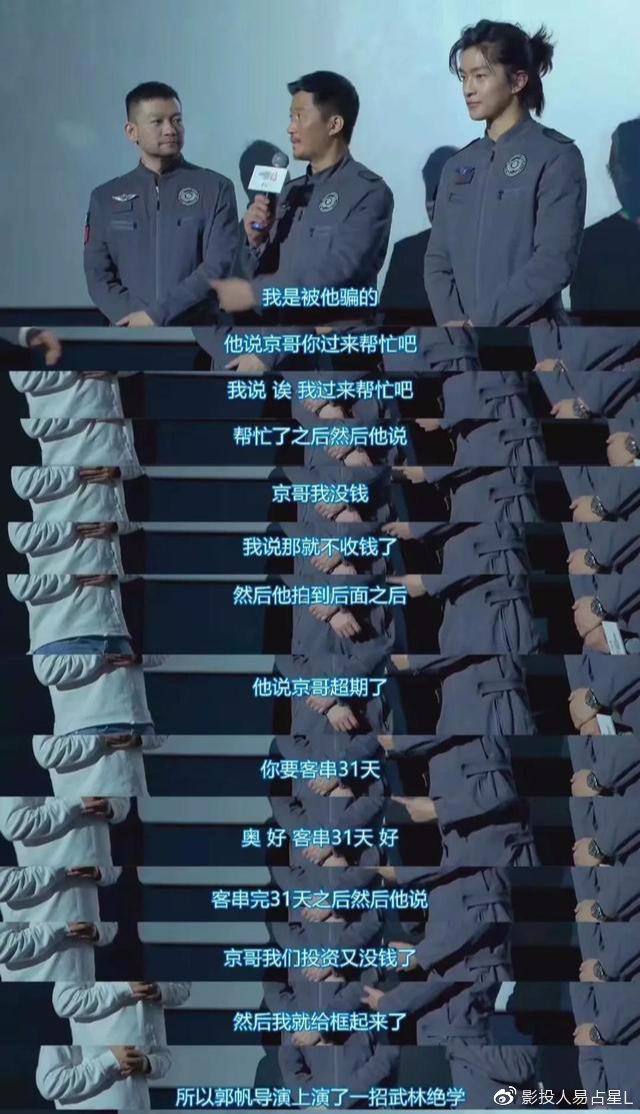 我是被他骗的
他说京哥你过来帮忙吧
我说 诶 我过来帮忙吧
帮忙了之后然后他说
京哥我没钱
我说那就不收钱了
然后他拍到后面之后
他说京哥超期了
你要客串31天
奥 好 客串31天 好
客串完31天之后然后他说
京哥我们投资又没钱了
然后我就给框起来了
所以郭帆导演上演了一招武林绝学
@影投人易占星L